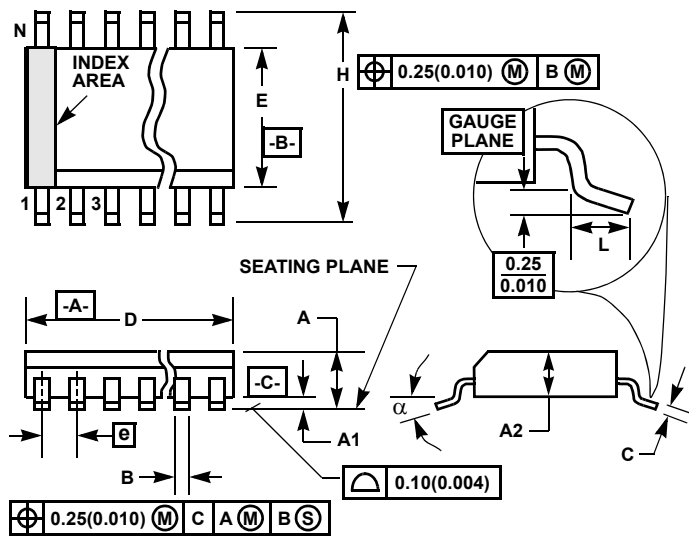 N
INDEX
AREA
E
-B-
H
0.25(0.010) Ⓜ B Ⓜ
GAUGE
PLANE
1 2 3
L
0.25
0.010
SEATING PLANE
-A-
D
A
-C-
α
e
A1
A2
B
C
0.10(0.004)
0.25(0.010) Ⓜ C A Ⓜ B Ⓢ